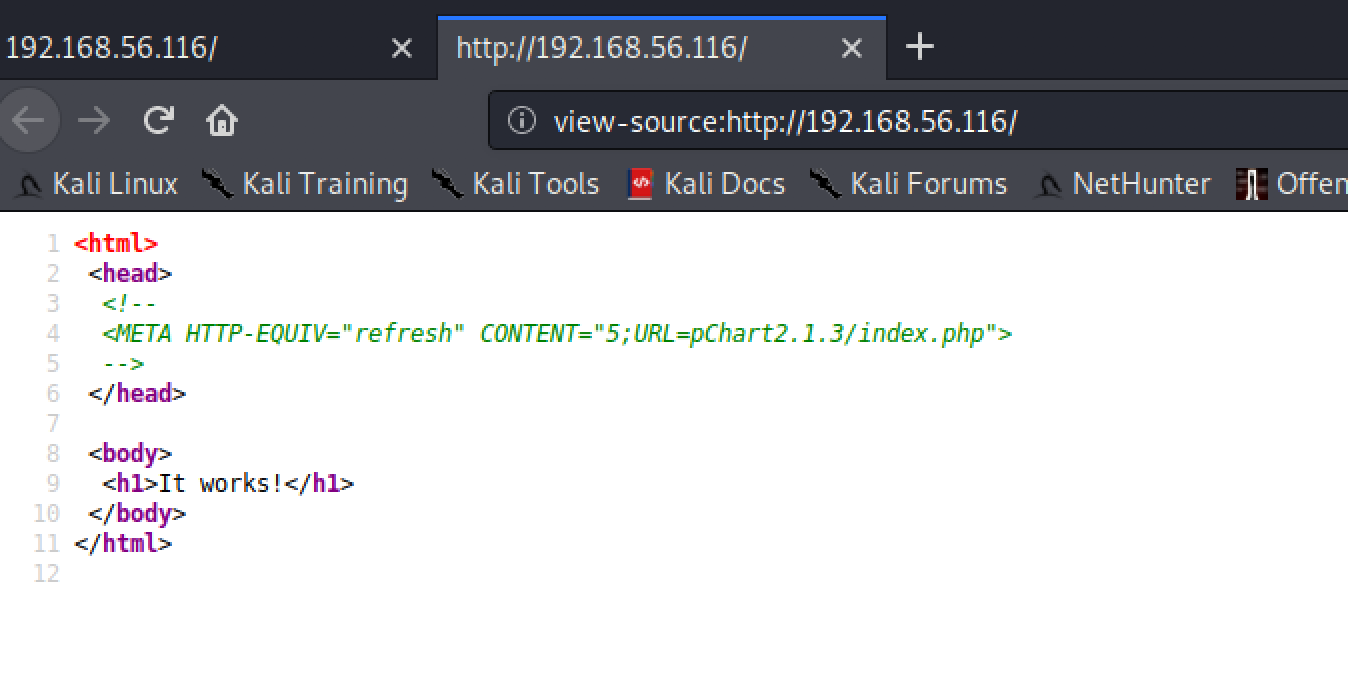 192.168.56.116/ http://192.168.56.116/
view-source:http://192.168.56.116/
Kali Linux Kali Training Kali Tools Kali Docs Kali Forums NetHunter Offen
1 <html>
2 <head>
3 <!--
4 <META HTTP-EQUIV="refresh" CONTENT="5;URL=pChart2.1.3/index.php">
5 -->
6 </head>
7
8 <body>
9 <h1>It works!</h1>
10 </body>
11 </html>
12